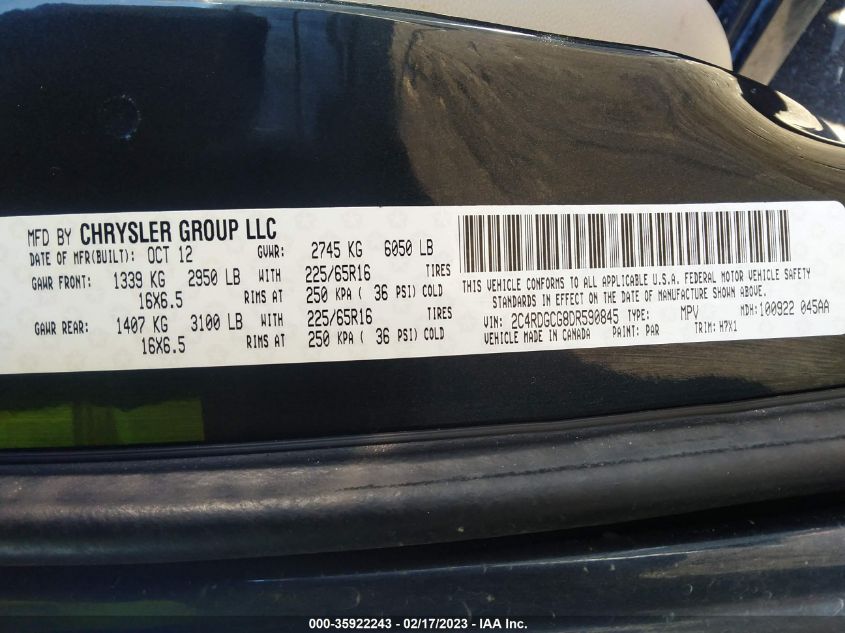 MFD BY CHRYSLER GROUP LLC
DATE OF MFR(BUILT): OCT 12 GVWR: 2745 KG 6050 LB
GAWR FRONT: 1339 KG 2950 LB WITH 225/65R16 TIRES
16X6.5 RIMS AT 250 KPA ( 36 PSI) COLD
GAWR REAR: 1407 KG 3100 LB WITH 225/65R16 TIRES
16X6.5 RIMS AT 250 KPA ( 36 PSI) COLD
THIS VEHICLE CONFORMS TO ALL APPLICABLE U.S.A. FEDERAL MOTOR VEHICLE SAFETY
STANDARDS IN EFFECT ON THE DATE OF MANUFACTURE SHOWN ABOVE.
VIN: 2C4RDGCG8DR590845 TYPE: MPV MDH: 100922 045AA
VEHICLE MADE IN CANADA PAINT: PAR TRIM: H7X1
000-35922243 - 02/17/2023 - IAA Inc.